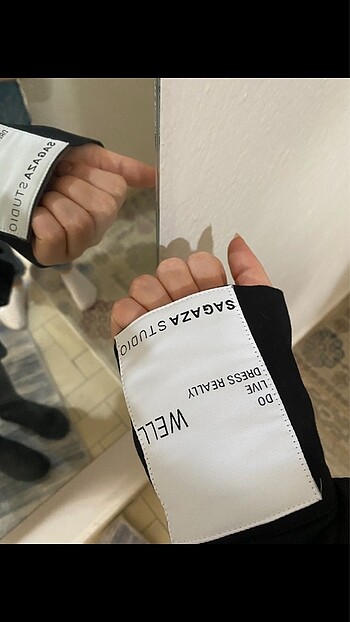 DO
LIVE
DRESS REALLY
WELL
SAGAZA STUDIO
SAGAZA STUDIO